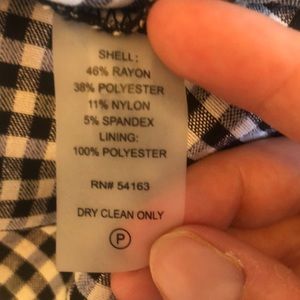 SHELL:
46% RAYON
38% POLYESTER
11% NYLON
5% SPANDEX
LINING:
100% POLYESTER
RN# 54163
DRY CLEAN ONLY
P